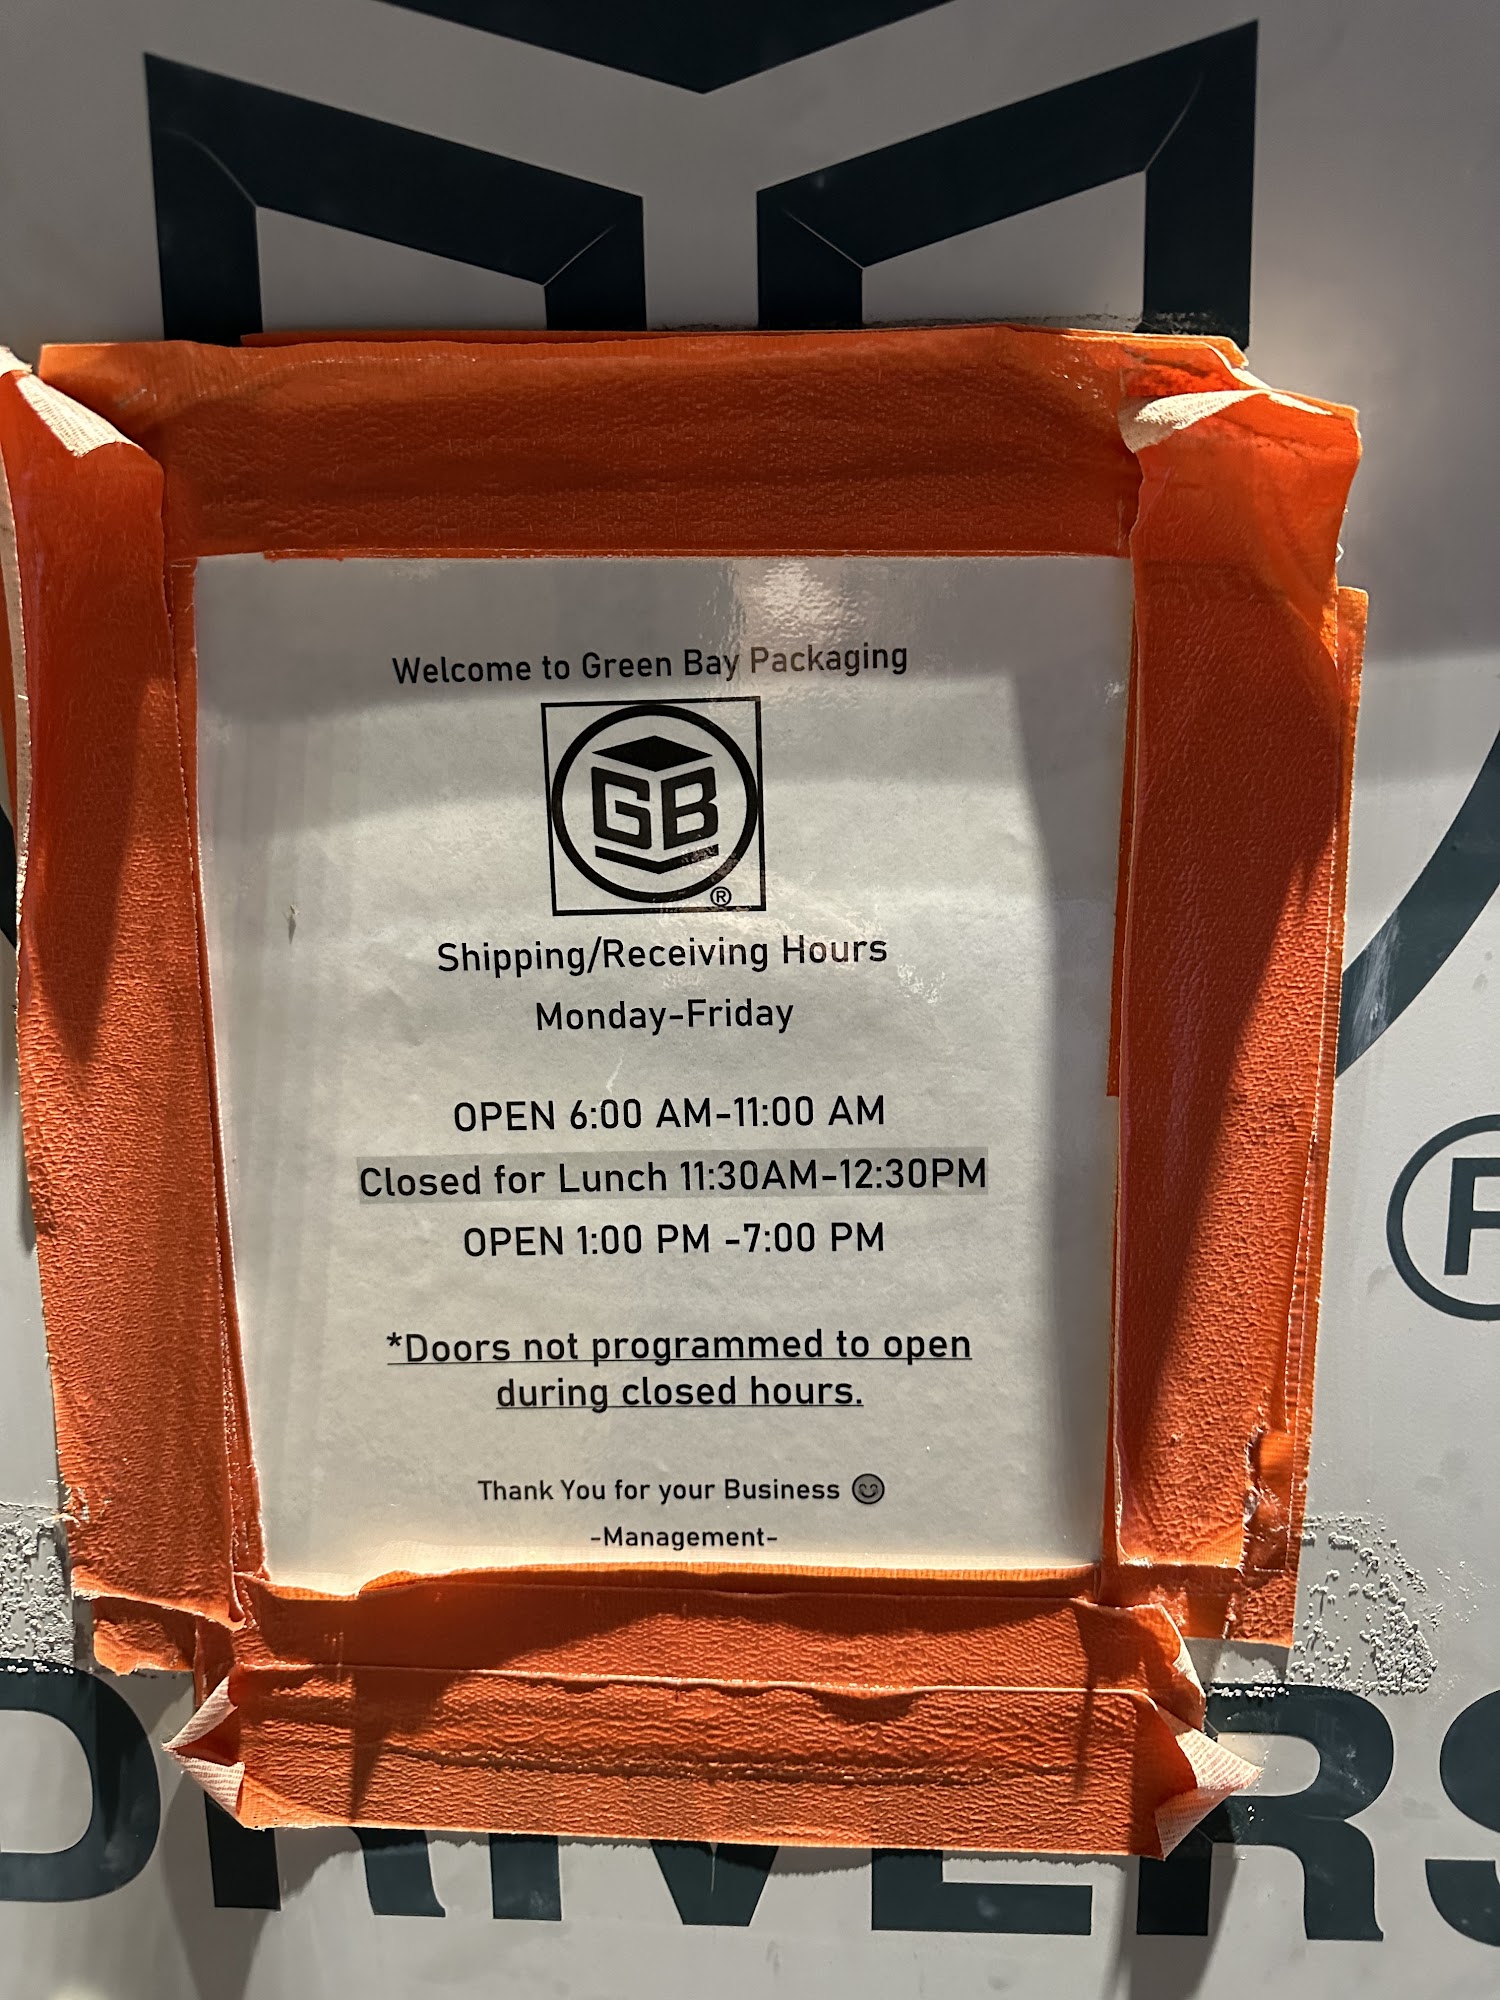 Welcome to Green Bay Packaging
GB
®
Shipping/Receiving Hours
Monday-Friday
OPEN 6:00 AM-11:00 AM
Closed for Lunch 11:30AM-12:30PM
OPEN 1:00 PM -7:00 PM
*Doors not programmed to open
during closed hours.
Thank You for your Business
-Management-
®
DRIVERS